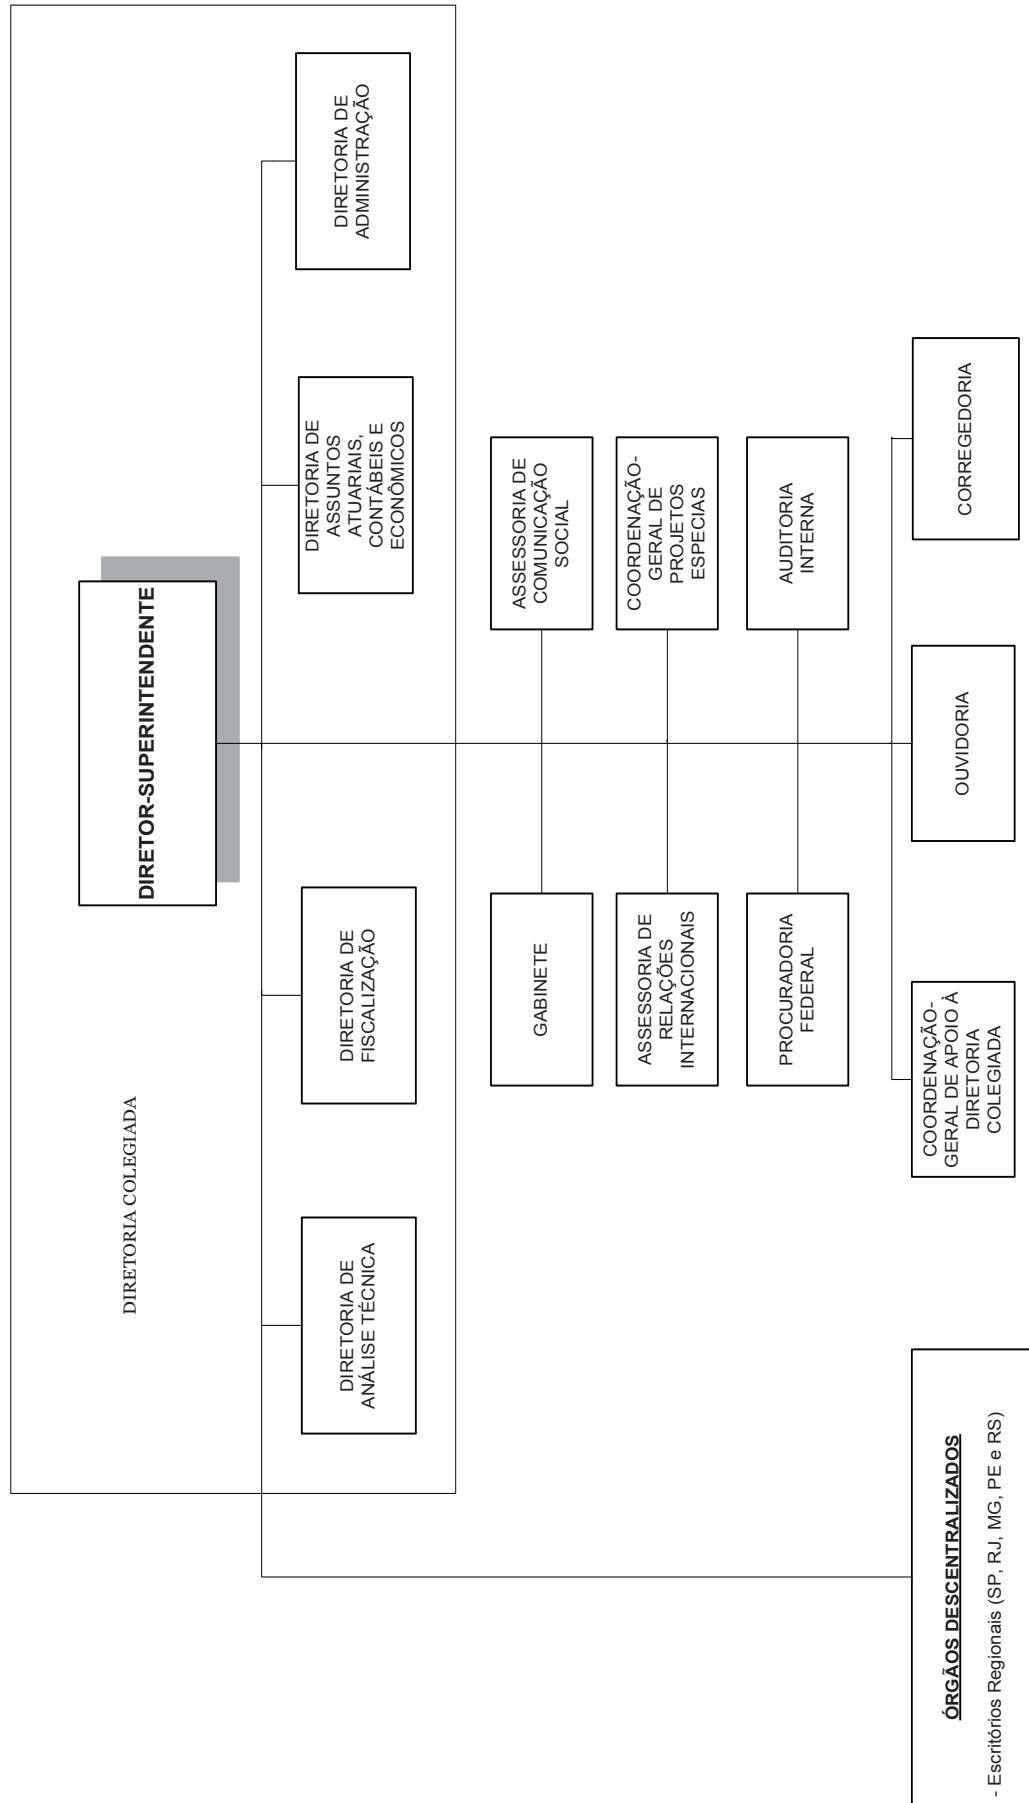 DIRETORIA COLEGIADA
DIRETOR-SUPERINTENDENTE
DIRETORIA DE
ANÁLISE TÉCNICA
DIRETORIA DE
FISCALIZAÇÃO
DIRETORIA DE
ASSUNTOS
ATUARIAIS,
CONTÁBEIS E
ECONÔMICOS
DIRETORIA DE
ADMINISTRAÇÃO
GABINETE
ASSESSORIA DE
COMUNICAÇÃO
SOCIAL
ASSESSORIA DE
RELAÇÕES
INTERNACIONAIS
COORDENAÇÃO-
GERAL DE
PROJETOS
ESPECIAS
PROCURADORIA
FEDERAL
AUDITORIA
INTERNA
ÓRGÃOS DESCENTRALIZADOS
- Escritórios Regionais (SP, RJ, MG, PE e RS)
COORDENAÇÃO-
GERAL DE APOIO À
DIRETORIA
COLEGIADA
OUVIDORIA
CORREGEDORIA